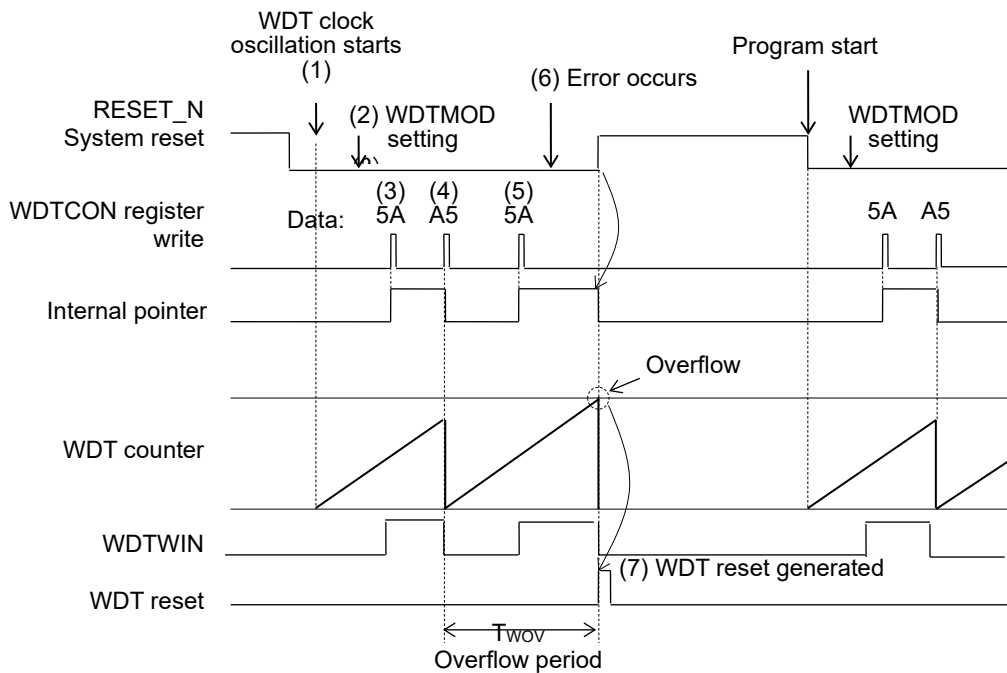 WDT clock
oscillation starts
(1)
Program start
(6) Error occurs
RESET_N
System reset
(2) WDTMOD
setting
WDTMOD
setting
WDTCON register
write
Data:
(3)
5A
(4)
A5
(5)
5A
5A
A5
Internal pointer
Overflow
WDT counter
WDTWIN
(7) WDT reset generated
WDT reset
TWOV
Overflow period